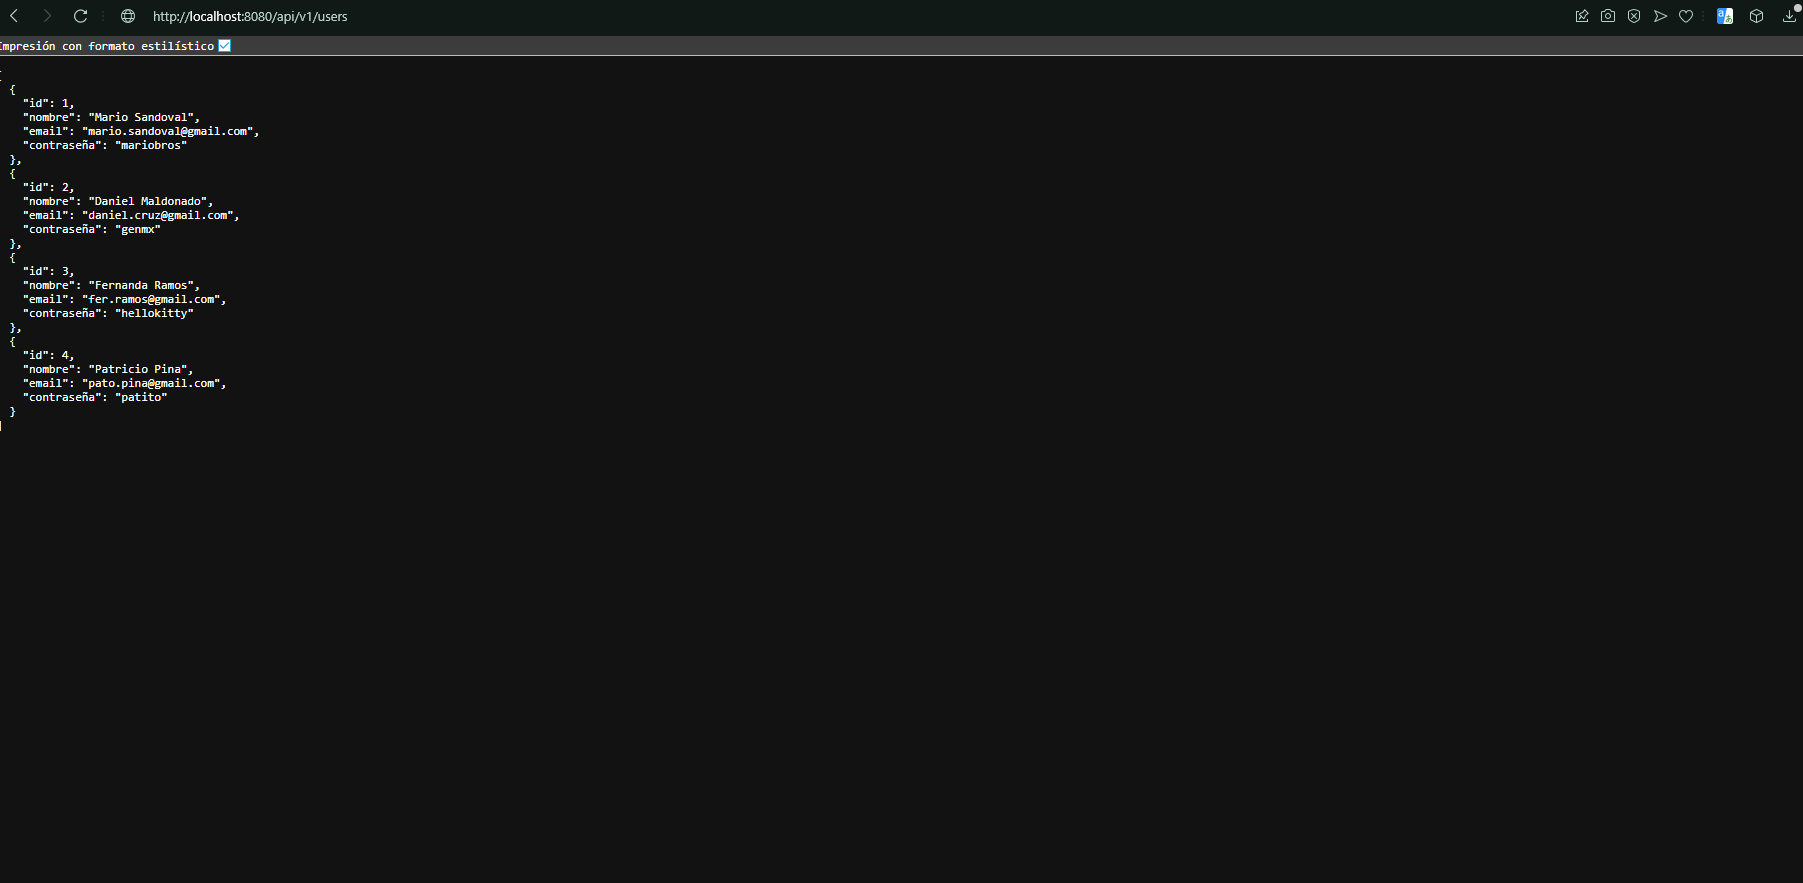 http://localhost:8080/api/v1/users
Impresión con formato estilístico
[
{
"id": 1,
"nombre": "Mario Sandoval",
"email": "mario.sandoval@gmail.com",
"contraseña": "mariobros"
},
{
"id": 2,
"nombre": "Daniel Maldonado",
"email": "daniel.cruz@gmail.com",
"contraseña": "genmx"
},
{
"id": 3,
"nombre": "Fernanda Ramos",
"email": "fer.ramos@gmail.com",
"contraseña": "hellokitty"
},
{
"id": 4,
"nombre": "Patricio Pina",
"email": "pato.pina@gmail.com",
"contraseña": "patito"
}
]